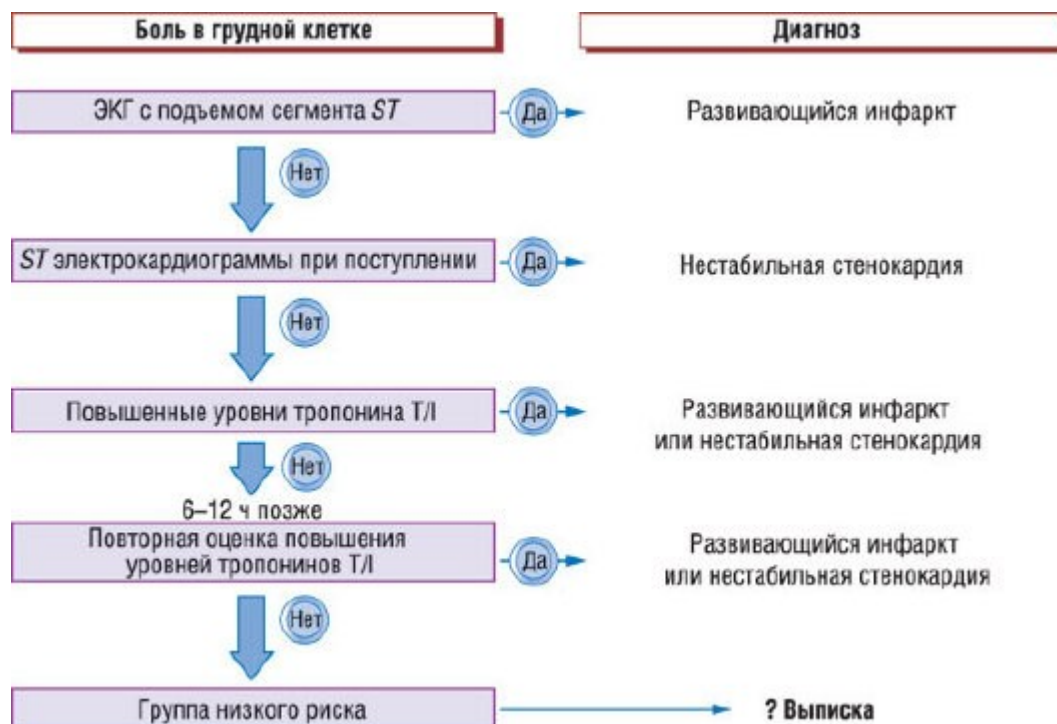 Боль в грудной клетке
Диагноз
ЭКГ с подъемом сегмента ST
Да
Развивающийся инфаркт
Нет
ST электрокардиограммы при поступлении
Да
Нестабильная стенокардия
Нет
Повышенные уровни тропонина Т/I
Да
Развивающийся инфаркт
или нестабильная стенокардия
Нет
6–12 ч позже
Повторная оценка повышения
уровней тропонинов Т/I
Да
Развивающийся инфаркт
или нестабильная стенокардия
Нет
Группа низкого риска
? Выписка